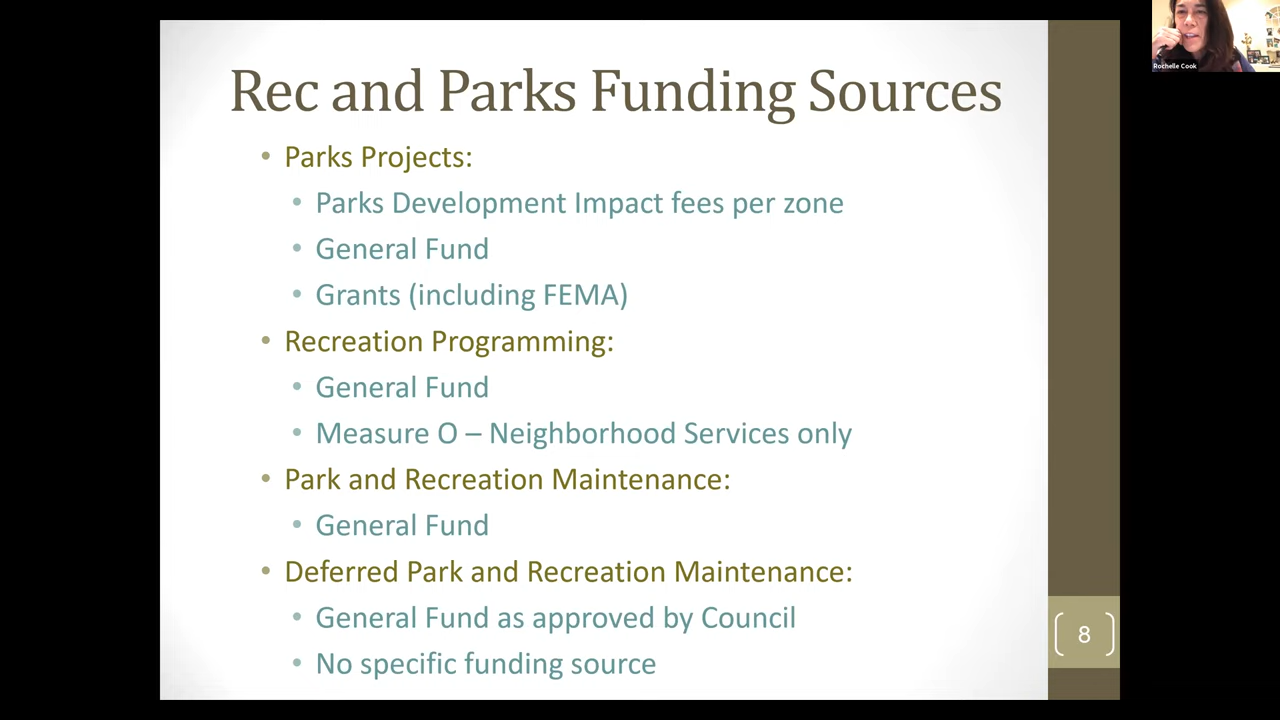 Rec and Parks Funding Sources
• Parks Projects:
• Parks Development Impact fees per zone
• General Fund
• Grants (including FEMA)
• Recreation Programming:
• General Fund
• Measure O – Neighborhood Services only
• Park and Recreation Maintenance:
• General Fund
• Deferred Park and Recreation Maintenance:
• General Fund as approved by Council
• No specific funding source
8
Rochelle Cook